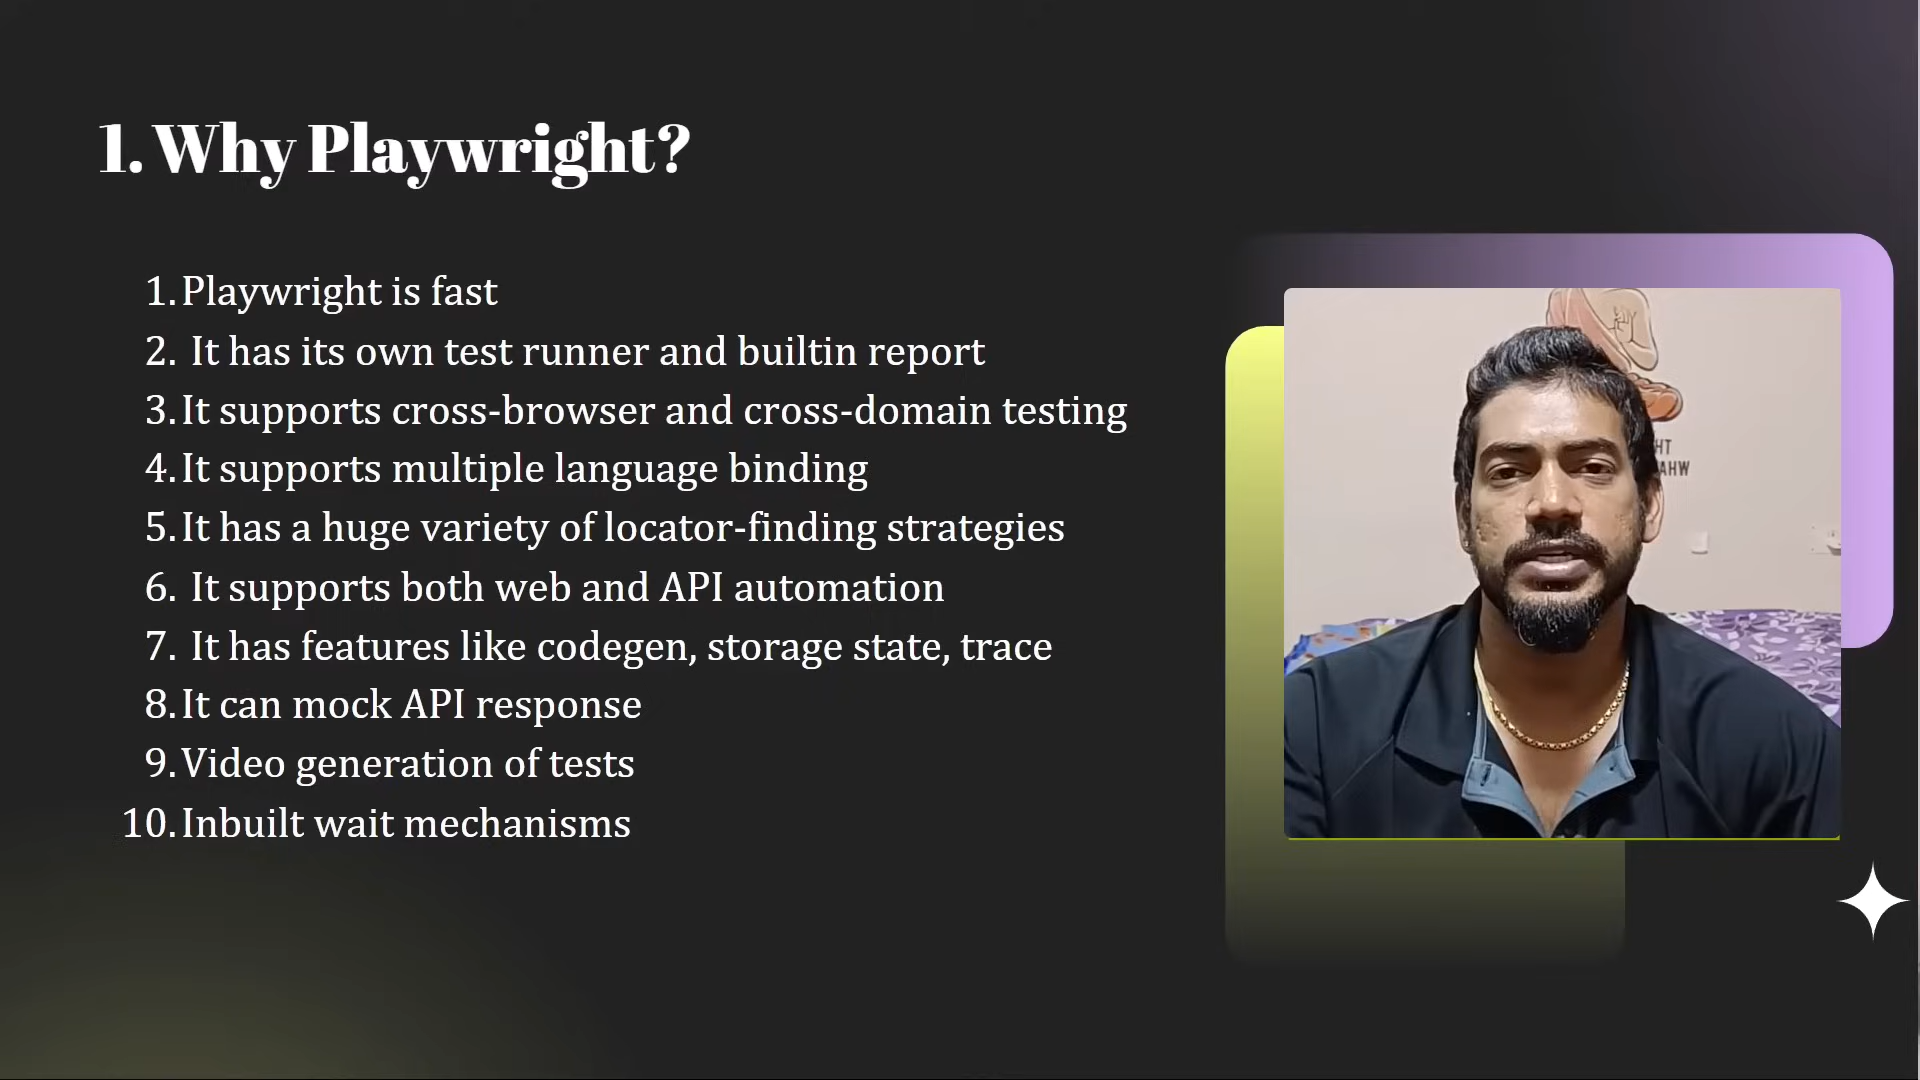 1. Why Playwright?
1. Playwright is fast
2. It has its own test runner and builtin report
3. It supports cross-browser and cross-domain testing
4. It supports multiple language binding
5. It has a huge variety of locator-finding strategies
6. It supports both web and API automation
7. It has features like codegen, storage state, trace
8. It can mock API response
9. Video generation of tests
10. Inbuilt wait mechanisms